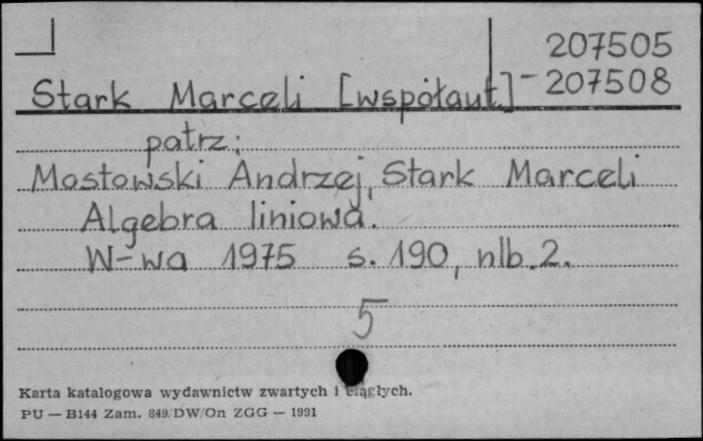 207505
Stark Marceli [współaut] - 207508
patrz:
Mostowski Andrzej, Stark Marceli
Algebra liniowa.
W-wa 1975 s. 190, nlb. 2.
5
Karta katalogowa wydawnictw zwartych i ciągłych.
PU — B144 Zam. 849/DW/On ZGG — 1991